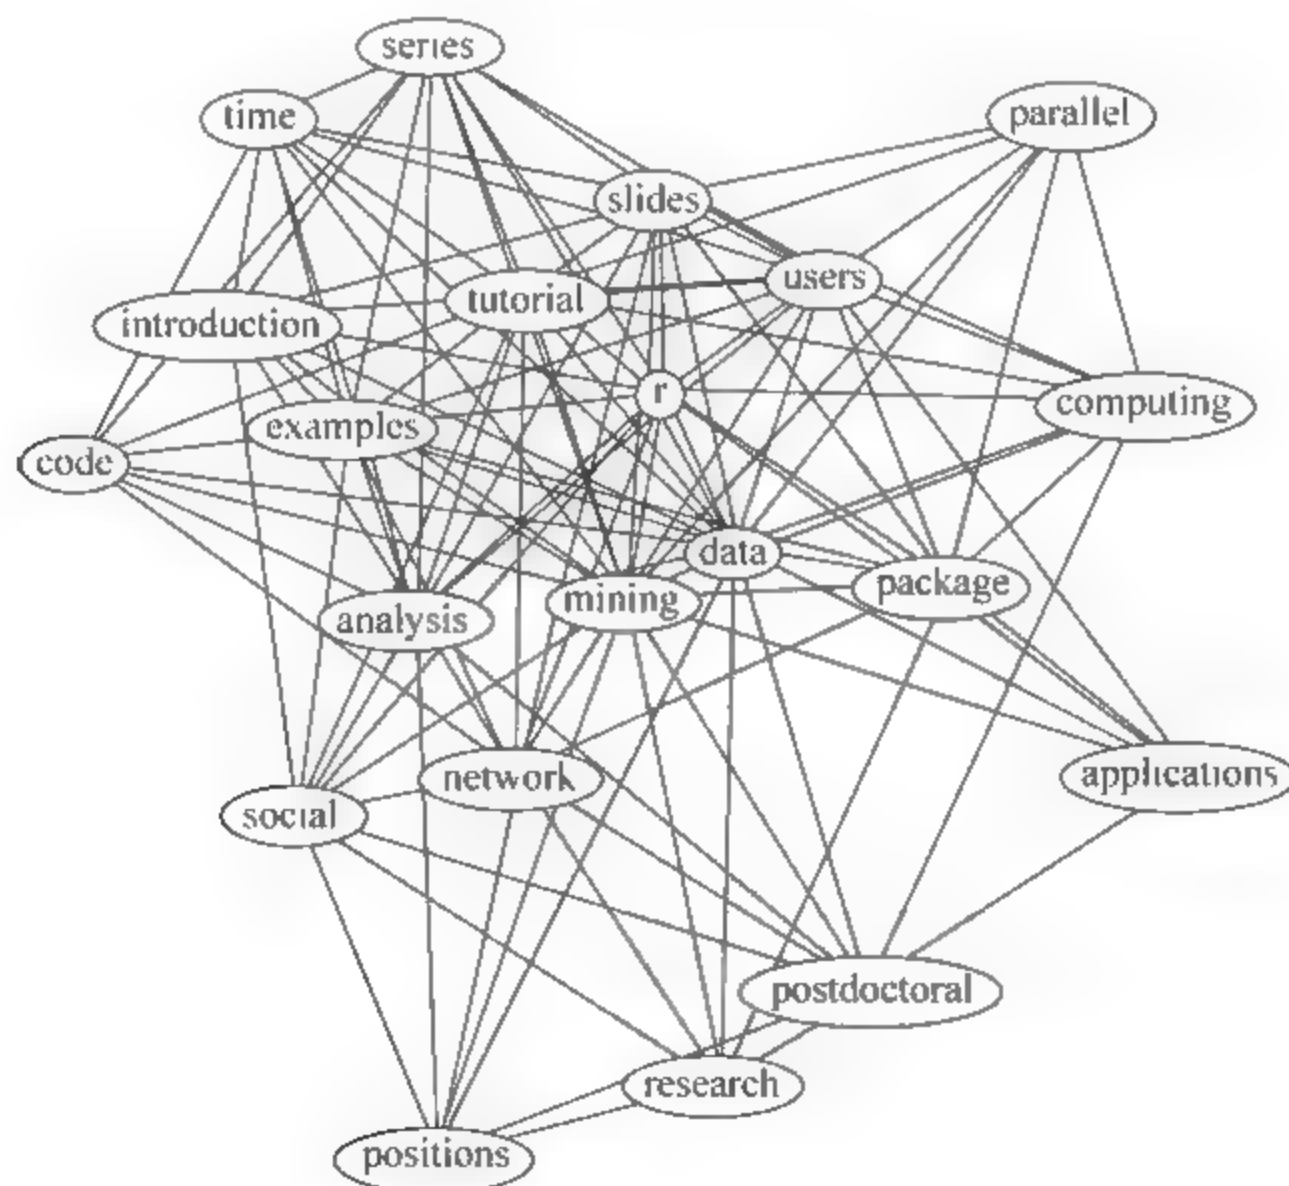 series
time
parallel
slides
users
tutorial
introduction
r
computing
examples
code
data
package
mining
analysis
network
applications
social
postdoctoral
research
positions